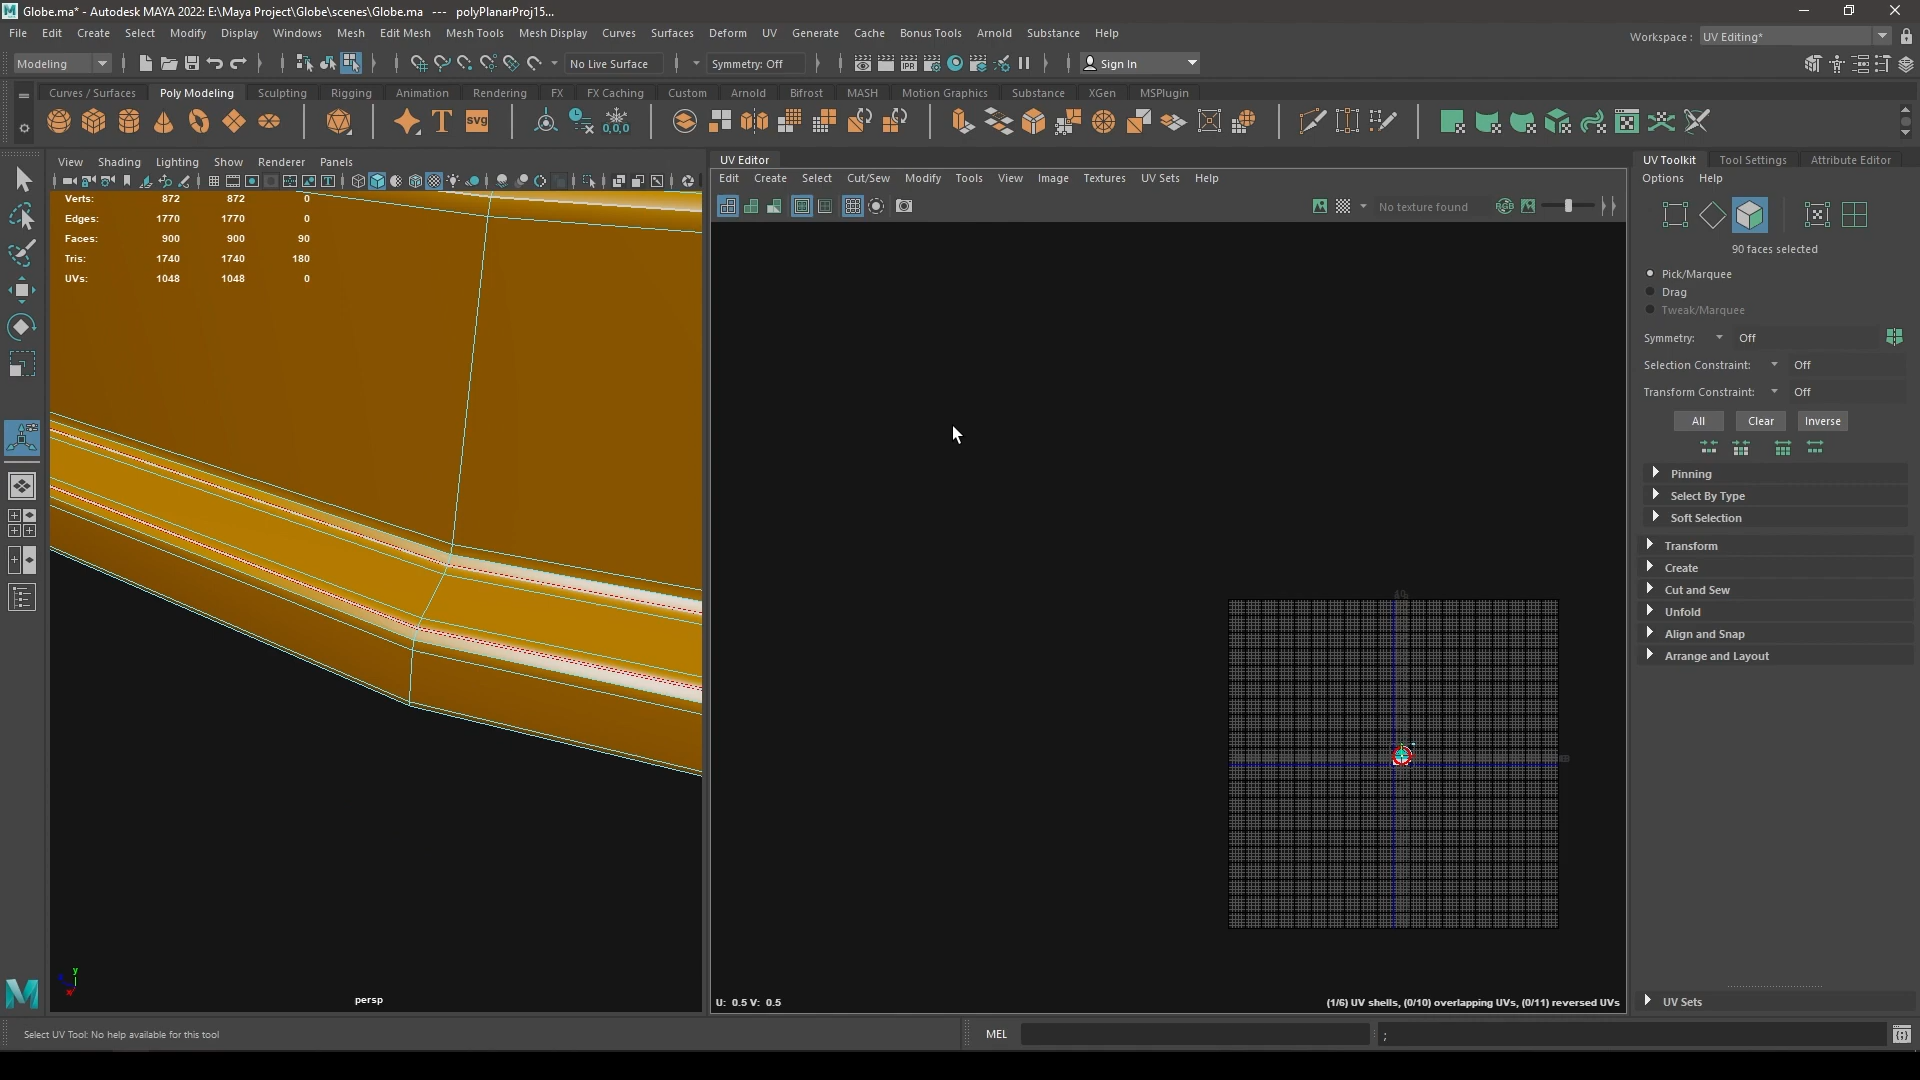 Globe.ma* - Autodesk MAYA 2022: E:\Maya Project\Globe\scenes\Globe.ma --- polyPlanarProj15...
File Edit Create Select Modify Display Windows Mesh Edit Mesh Mesh Tools Mesh Display Curves Surfaces Deform UV Generate Cache Bonus Tools Arnold Substance Help
Workspace : UV Editing*
Modeling No Live Surface Symmetry: Off Sign In
Curves / Surfaces Poly Modeling Sculpting Rigging Animation Rendering FX FX Caching Custom Arnold Bifrost MASH Motion Graphics Substance XGen MSPlugin
View Shading Lighting Show Renderer Panels
Verts: 872 872 0
Edges: 1770 1770 0
Faces: 900 900 90
Tris: 1740 1740 180
UVs: 1048 1048 0
persp
UV Editor
Edit Create Select Cut/Sew Modify Tools View Image Textures UV Sets Help
No texture found
U: 0.5 V: 0.5
(1/6) UV shells, (0/10) overlapping UVs, (0/11) reversed UVs
UV Toolkit Tool Settings Attribute Editor
Options Help
90 faces selected
Pick/Marquee
Drag
Tweak/Marquee
Symmetry: Off
Selection Constraint: Off
Transform Constraint: Off
All Clear Inverse
Pinning
Select By Type
Soft Selection
Transform
Create
Cut and Sew
Unfold
Align and Snap
Arrange and Layout
UV Sets
Select UV Tool: No help available for this tool
MEL
;